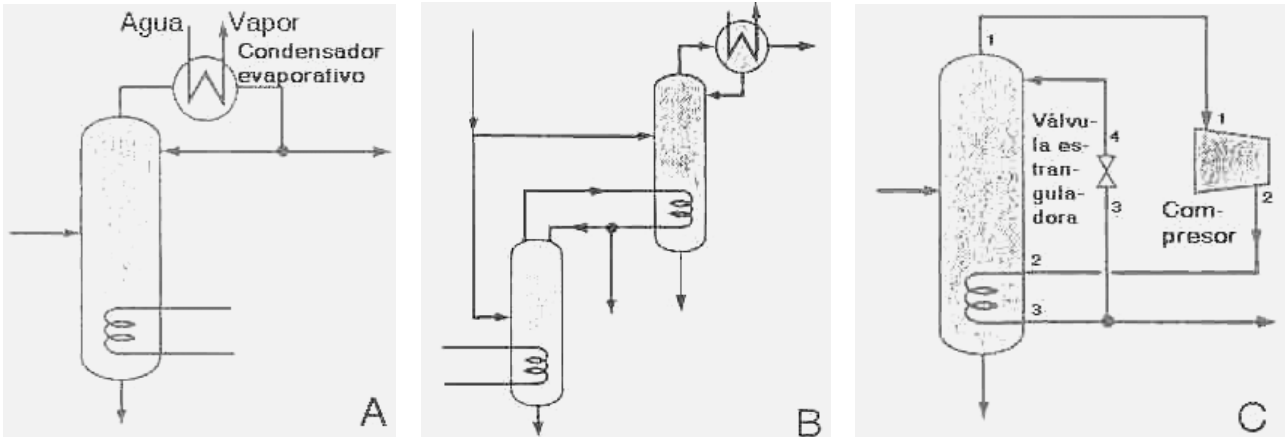 Agua
Vapor
Condensador
evaporativo
A
B
1
1
Válvu-
la es-
tran-
gula-
dora
4
3
2
Com-
presor
2
3
C